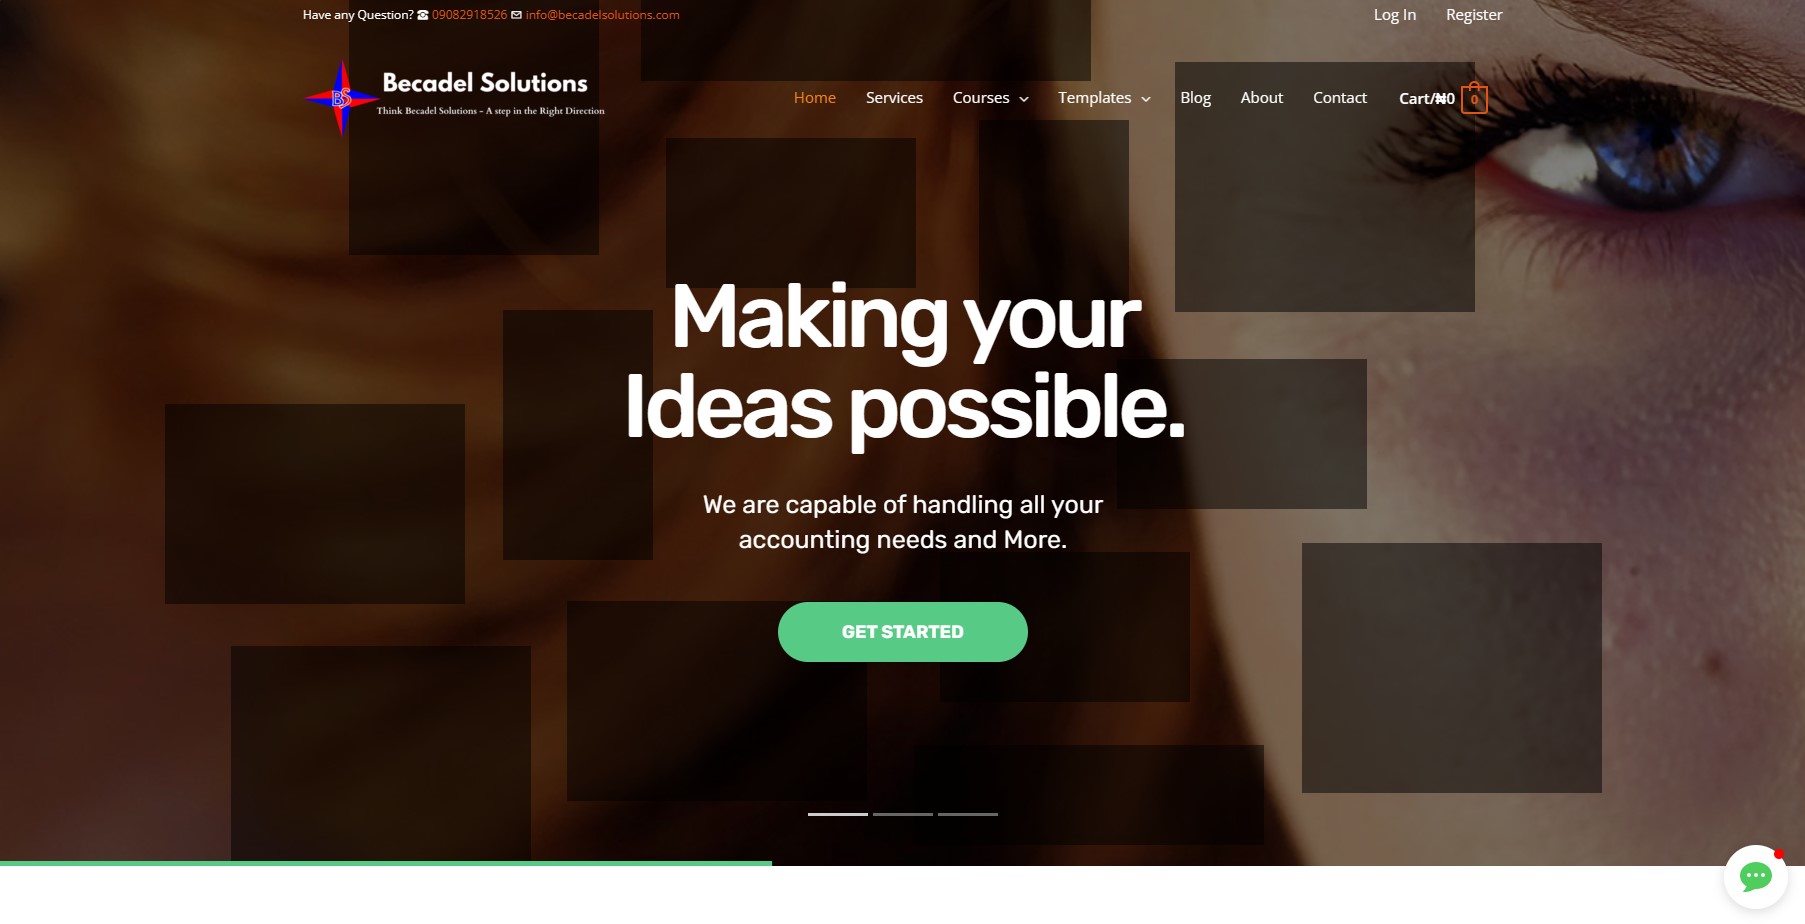 Have any Question? 09082918526 info@becadelsolutions.com
Log In Register
BS
Becadel Solutions
Think Becadel Solutions - A step in the Right Direction
Home Services Courses Templates Blog About Contact Cart/₦0 0
Making your
Ideas possible.
We are capable of handling all your
accounting needs and More.
GET STARTED